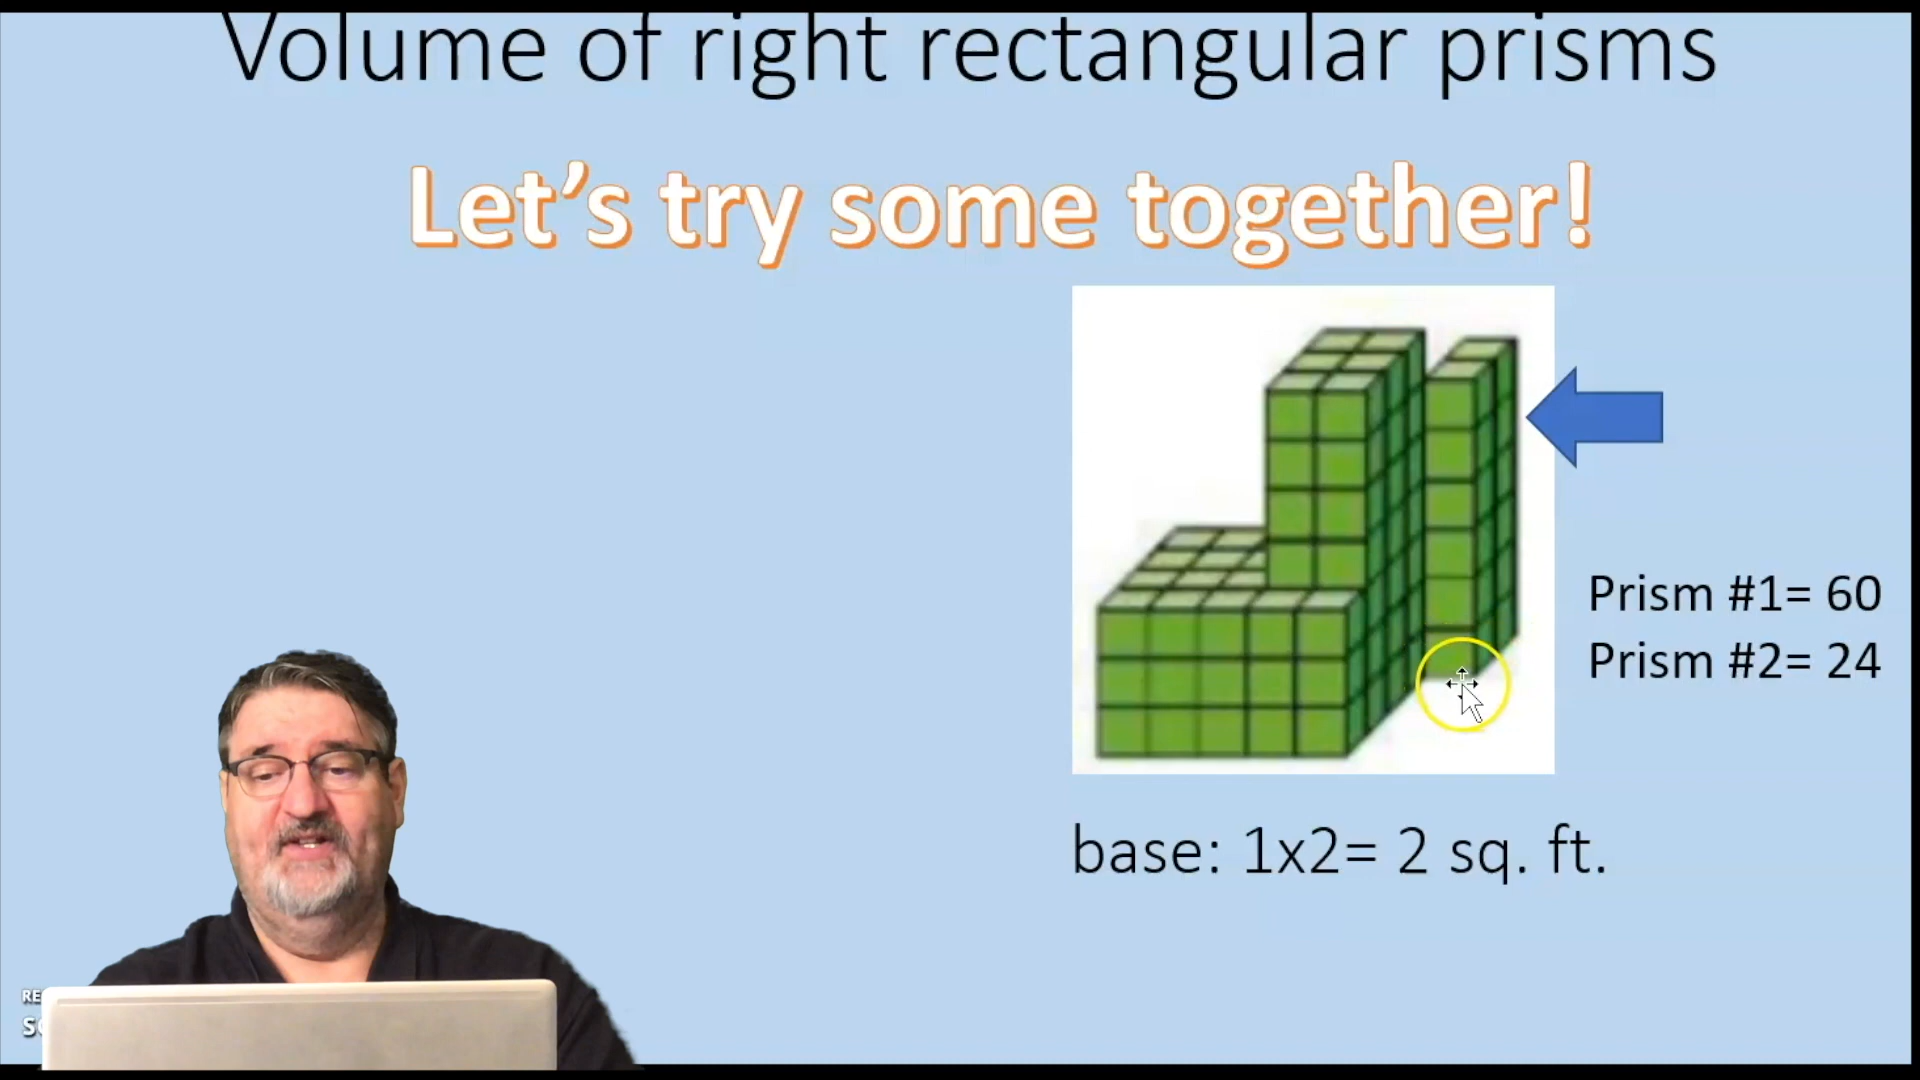 Volume of right rectangular prisms
Let's try some together!
Prism #1= 60
Prism #2= 24
base: 1x2= 2 sq. ft.